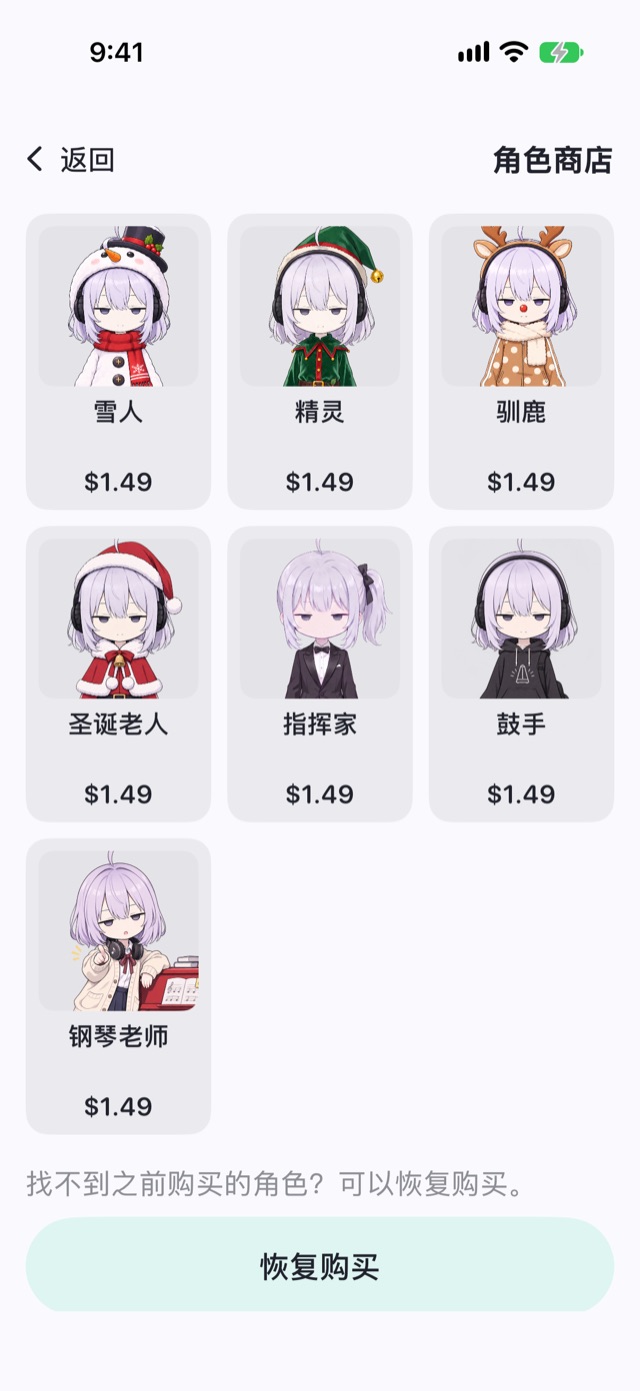 9:41
返回
角色商店
雪人
精灵
驯鹿
$1.49
$1.49
$1.49
圣诞老人
指挥家
鼓手
$1.49
$1.49
$1.49
钢琴老师
$1.49
找不到之前购买的角色？可以恢复购买。
恢复购买